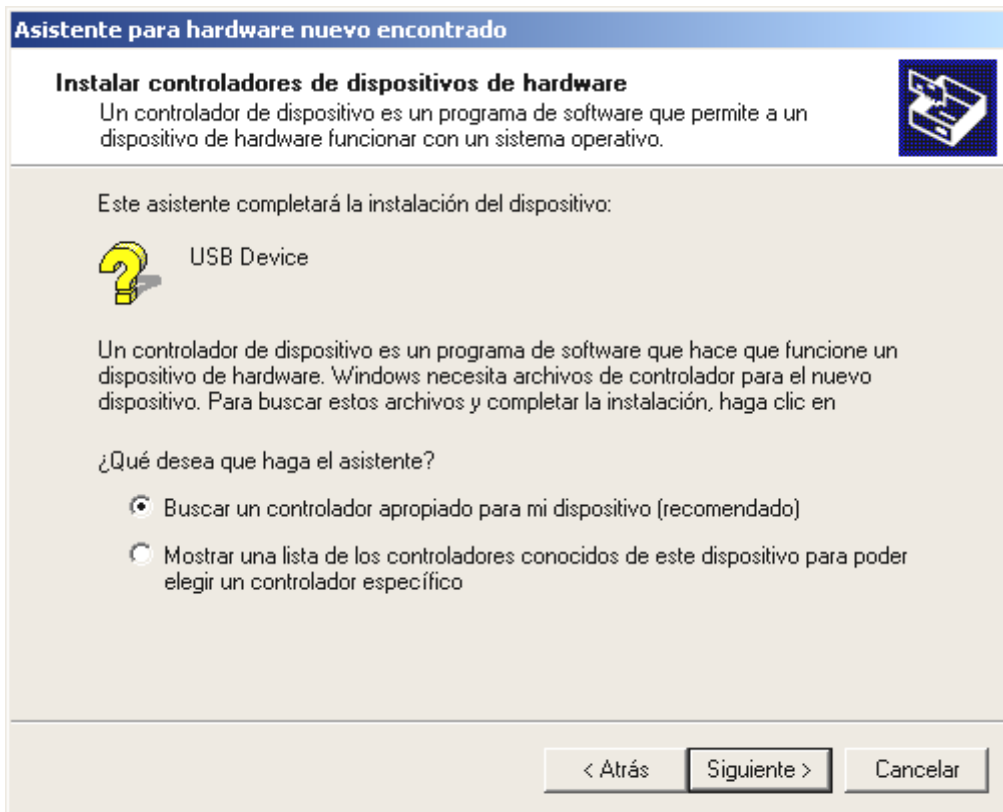 Asistente para hardware nuevo encontrado
Instalar controladores de dispositivos de hardware
Un controlador de dispositivo es un programa de software que permite a un
dispositivo de hardware funcionar con un sistema operativo.
Este asistente completará la instalación del dispositivo:
USB Device
Un controlador de dispositivo es un programa de software que hace que funcione un
dispositivo de hardware. Windows necesita archivos de controlador para el nuevo
dispositivo. Para buscar estos archivos y completar la instalación, haga clic en
¿Qué desea que haga el asistente?
Buscar un controlador apropiado para mi dispositivo (recomendado)
Mostrar una lista de los controladores conocidos de este dispositivo para poder
elegir un controlador específico
< Atrás
Siguiente >
Cancelar